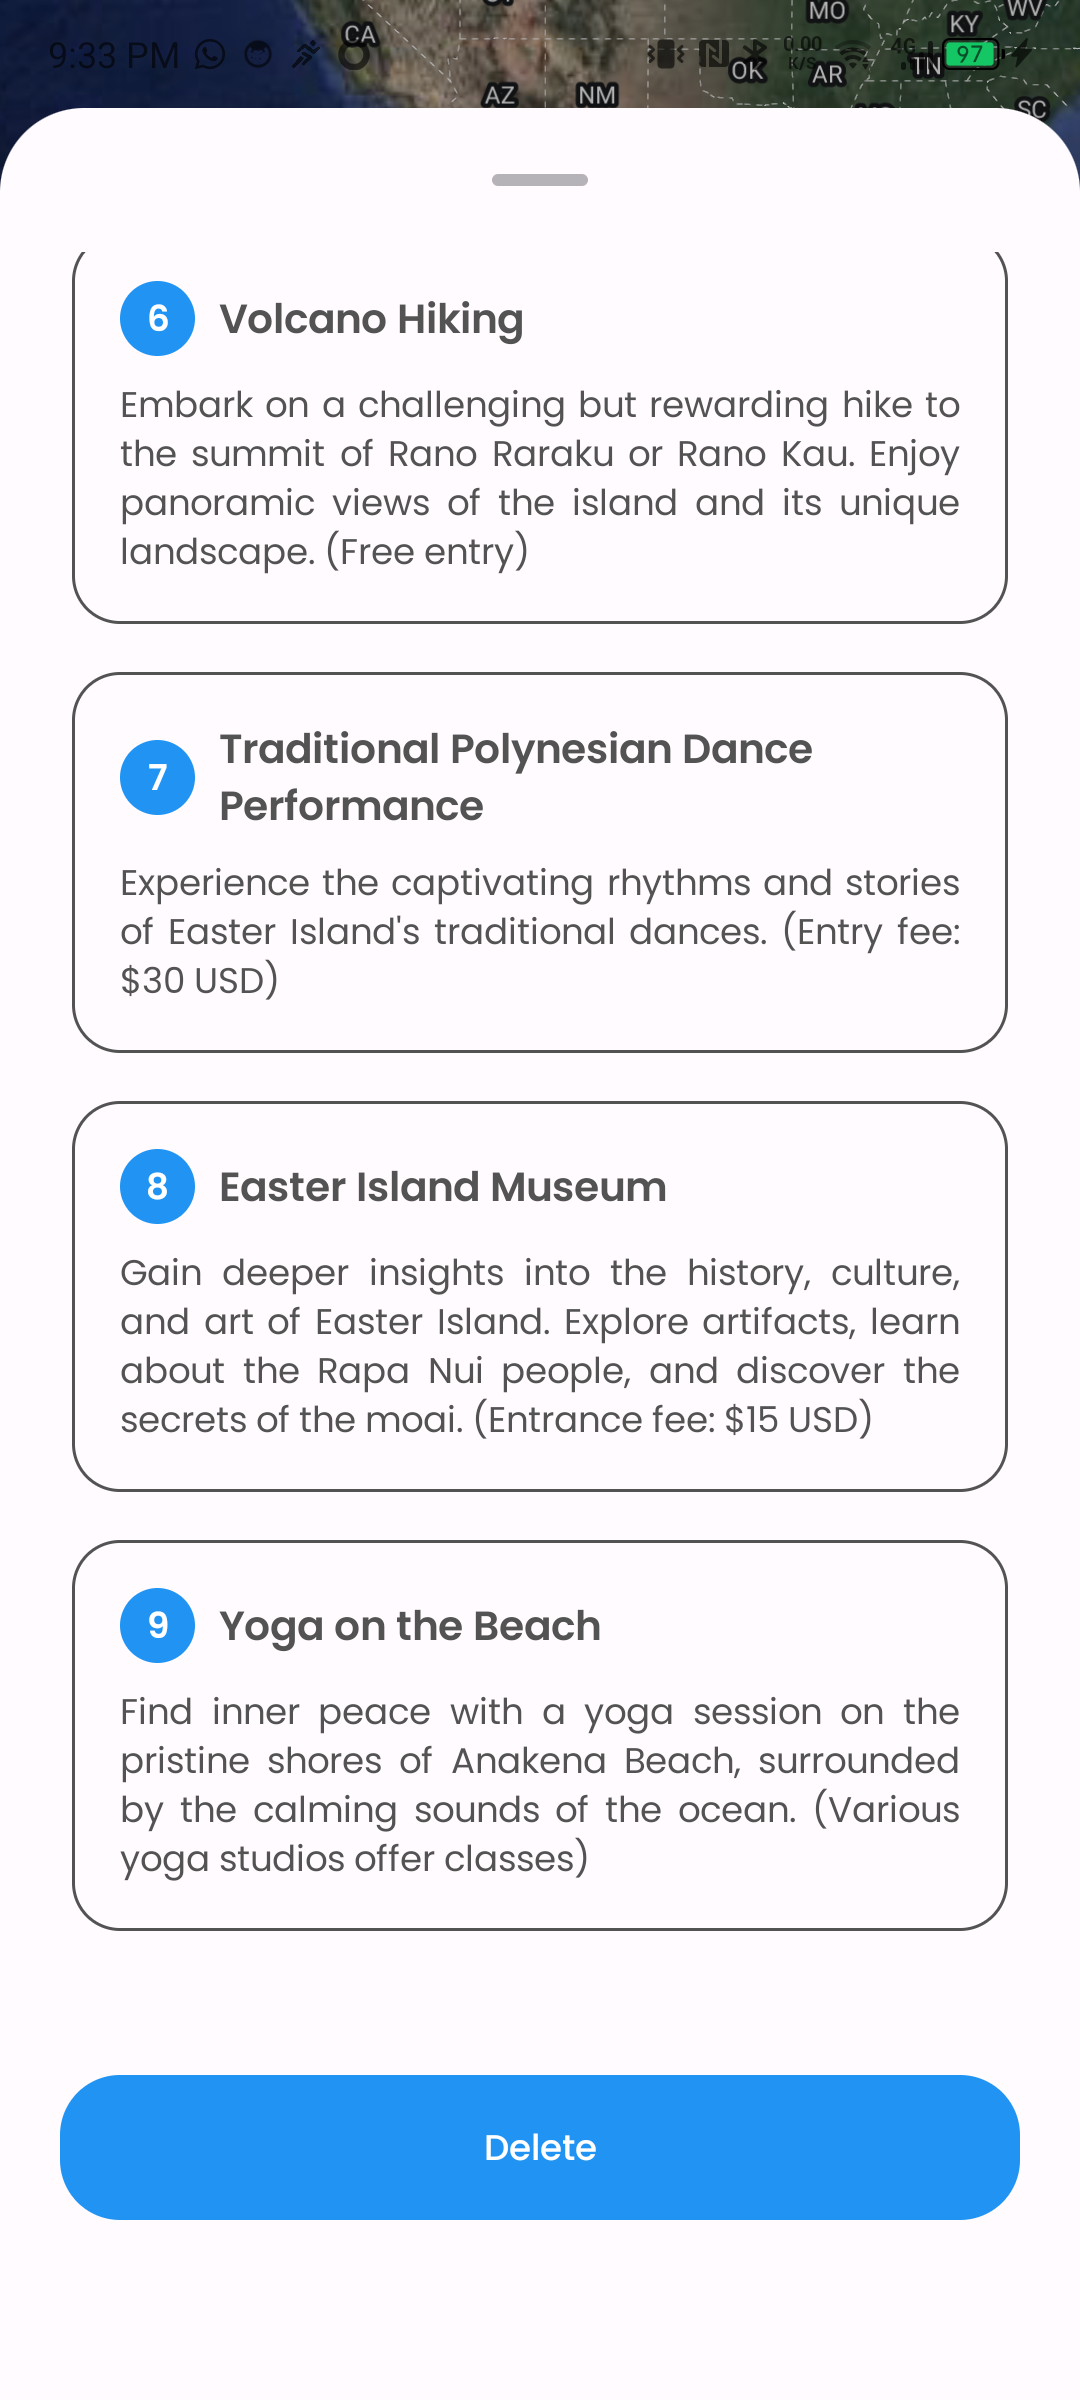 MO
WV
CA
KY
9:33 PM
0.00
K/S
4G
97
OK
AR
TN
AZ
NM
SC
6
Volcano Hiking
Embark on a challenging but rewarding hike to
the summit of Rano Raraku or Rano Kau. Enjoy
panoramic views of the island and its unique
landscape. (Free entry)
7
Traditional Polynesian Dance
Performance
Experience the captivating rhythms and stories
of Easter Island's traditional dances. (Entry fee:
$30 USD)
8
Easter Island Museum
Gain deeper insights into the history, culture,
and art of Easter Island. Explore artifacts, learn
about the Rapa Nui people, and discover the
secrets of the moai. (Entrance fee: $15 USD)
9
Yoga on the Beach
Find inner peace with a yoga session on the
pristine shores of Anakena Beach, surrounded
by the calming sounds of the ocean. (Various
yoga studios offer classes)
Delete